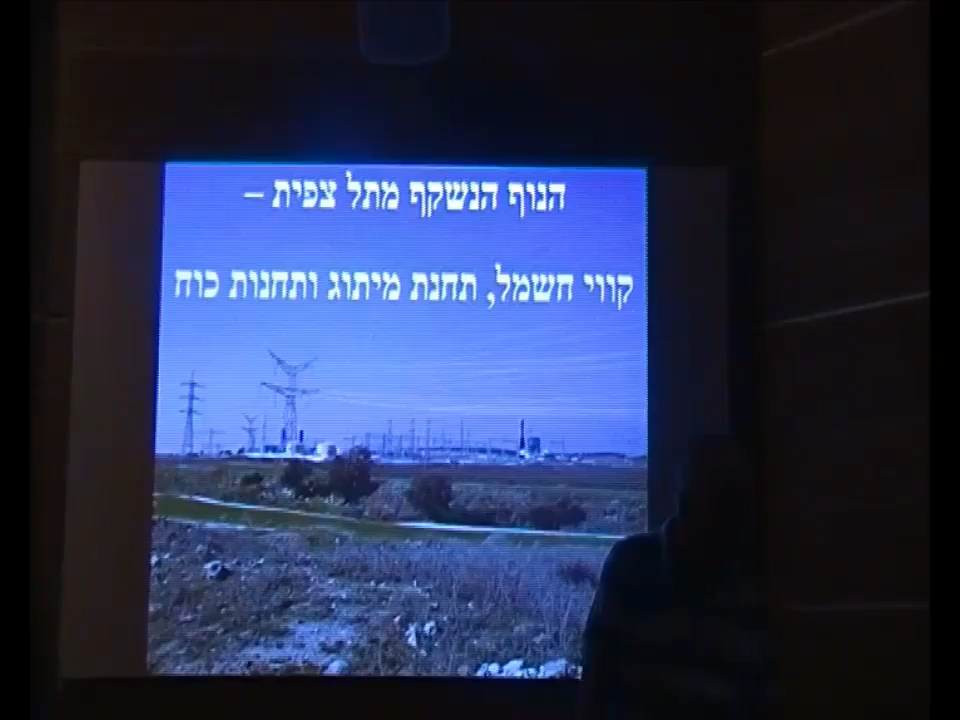 הנוף הנשקף מתל צפית –
קווי חשמל, תחנת מיתוג ותחנות כוח